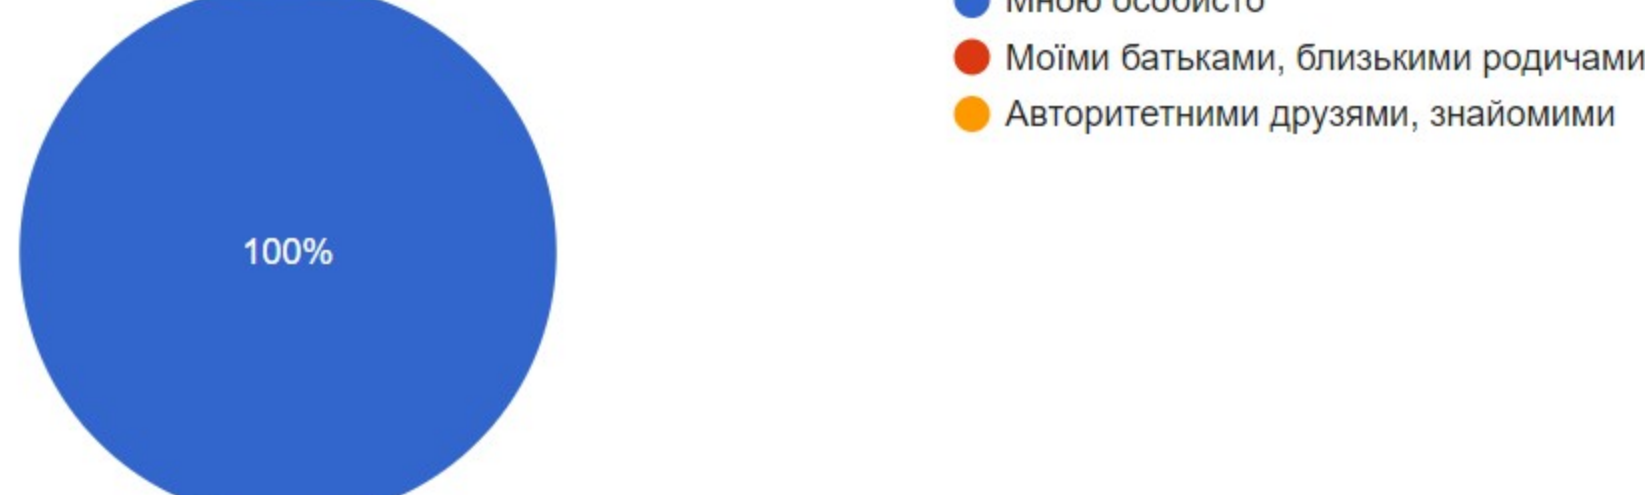 Мною особисто
Моїми батьками, близькими родичами
Авторитетними друзями, знайомими
100%